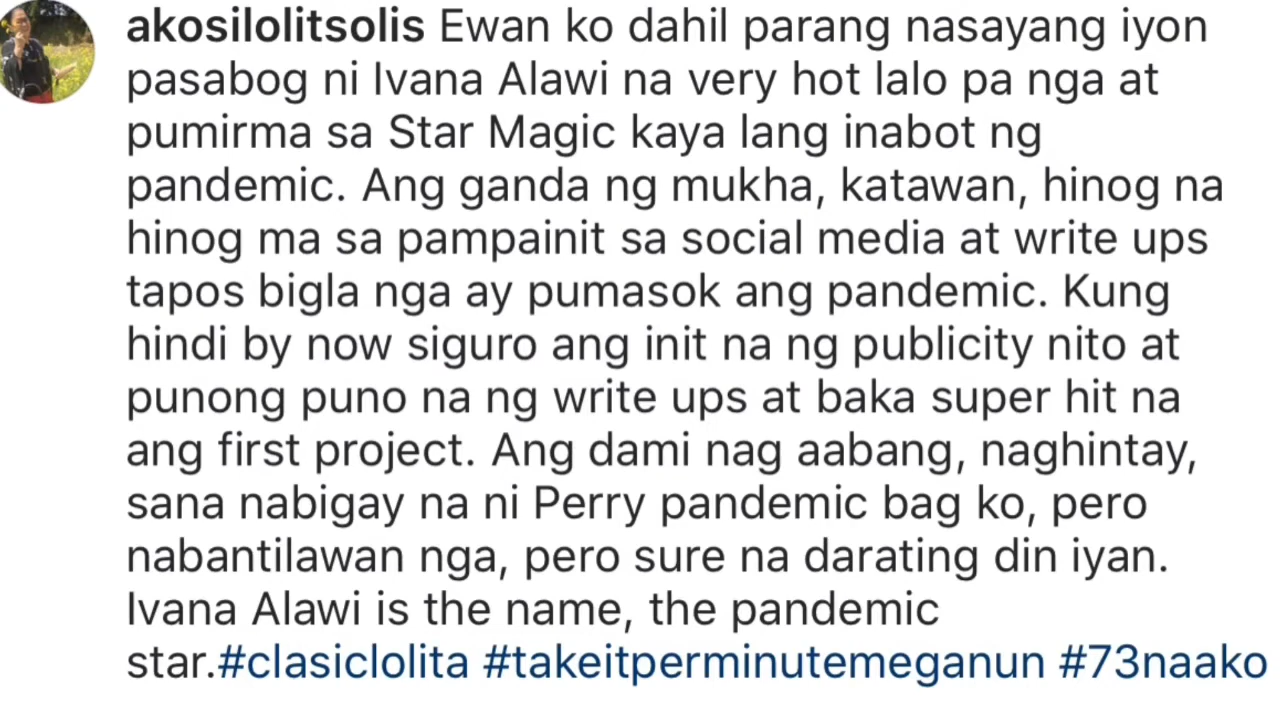 akosilolitsolis Ewan ko dahil parang nasayang iyon
pasabog ni Ivana Alawi na very hot lalo pa nga at
pumirma sa Star Magic kaya lang inabot ng
pandemic. Ang ganda ng mukha, katawan, hinog na
hinog ma sa pampainit sa social media at write ups
tapos bigla nga ay pumasok ang pandemic. Kung
hindi by now siguro ang init na ng publicity nito at
punong puno na ng write ups at baka super hit na
ang first project. Ang dami nag aabang, naghintay,
sana nabigay na ni Perry pandemic bag ko, pero
nabantilawan nga, pero sure na darating din iyan.
Ivana Alawi is the name, the pandemic
star.#clasiclolita #takeitperminutemeganun #73naako